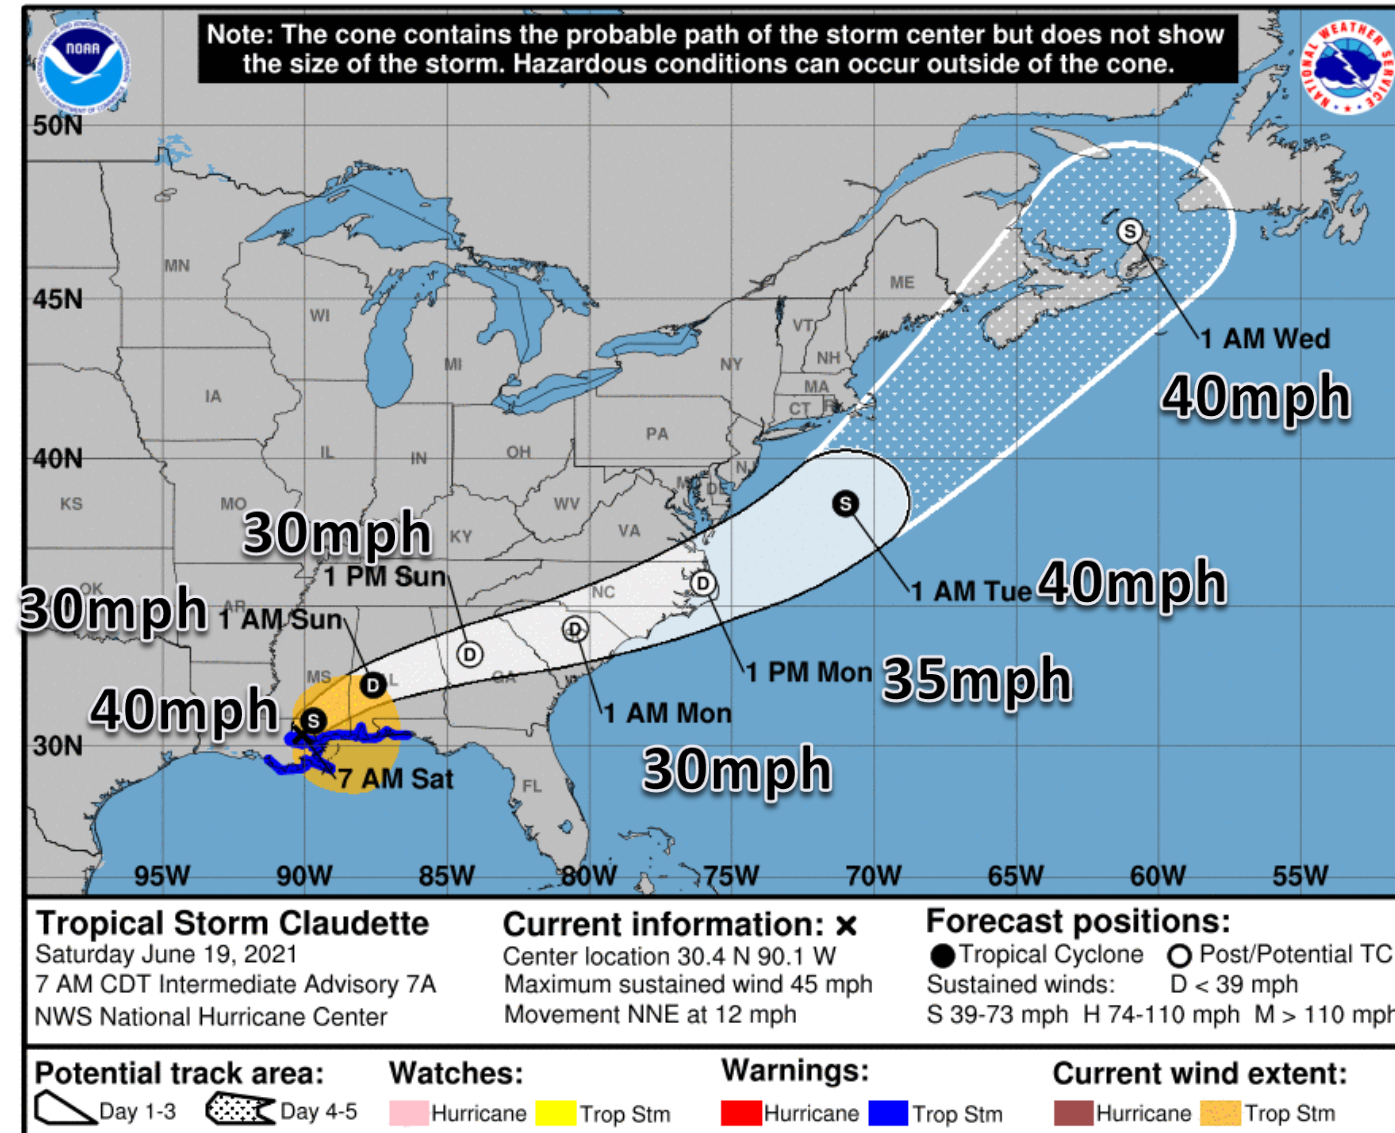 Note: The cone contains the probable path of the storm center but does not show
the size of the storm. Hazardous conditions can occur outside of the cone.
NOAA
NATIONAL WEATHER SERVICE
50N
45N
40N
30N
MN
WI
MI
IA
IL
IN
OH
PA
NY
VT
NH
MA
CT
ME
NJ
DE
KS
MO
KY
WV
VA
OK
AR
NC
MS
AL
GA
FL
1 AM Wed
40mph
30mph
1 PM Sun
30mph
1 AM Sun
40mph
7 AM Sat
1 AM Tue
40mph
1 PM Mon
35mph
1 AM Mon
30mph
S
D
D
D
D
S
S
95W 90W 85W 80W 75W 70W 65W 60W 55W
Tropical Storm Claudette
Saturday June 19, 2021
7 AM CDT Intermediate Advisory 7A
NWS National Hurricane Center
Current information: x
Center location 30.4 N 90.1 W
Maximum sustained wind 45 mph
Movement NNE at 12 mph
Forecast positions:
Tropical Cyclone Post/Potential TC
Sustained winds: D < 39 mph
S 39-73 mph H 74-110 mph M > 110 mph
Potential track area:
Day 1-3 Day 4-5
Watches:
Hurricane Trop Stm
Warnings:
Hurricane Trop Stm
Current wind extent:
Hurricane Trop Stm